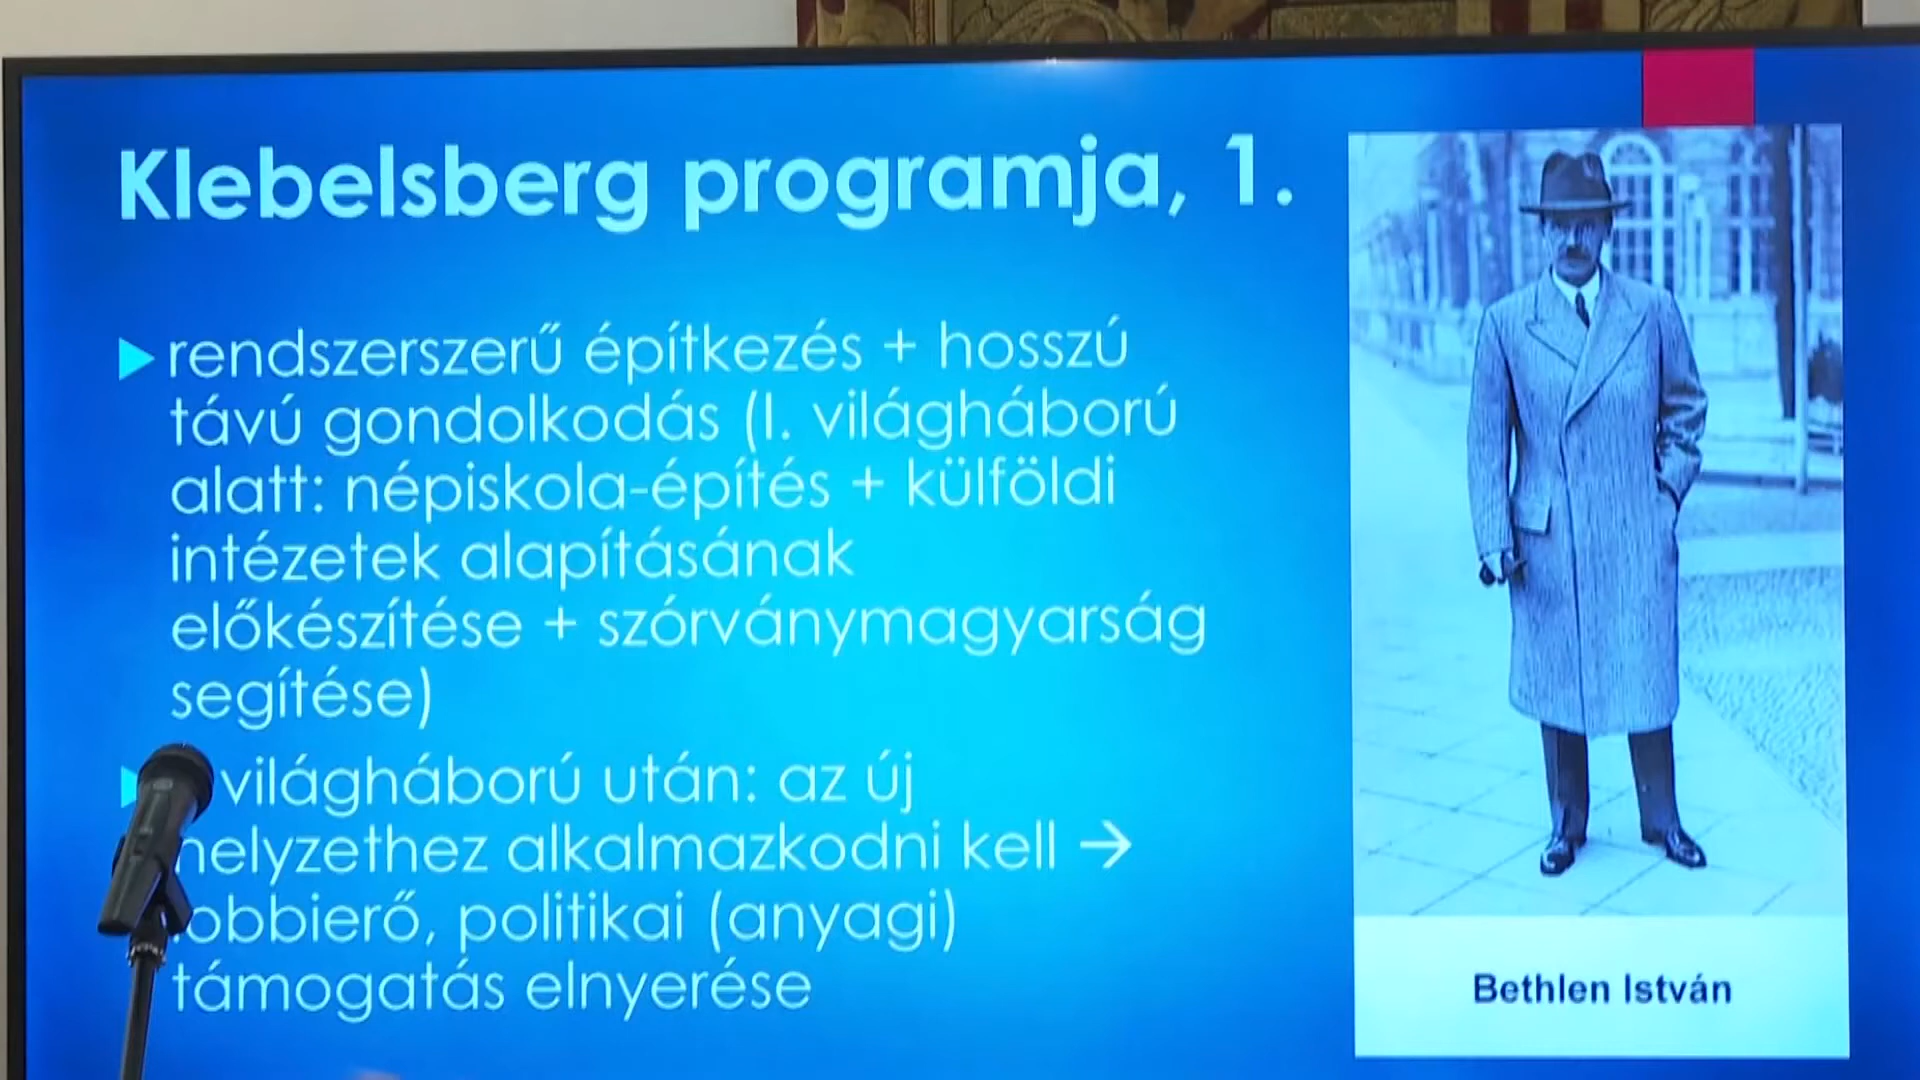 Klebelsberg programja, 1.
rendszerszerű építkezés + hosszú
távú gondolkodás (I. világháború
alatt: népiskola-építés + külföldi
intézetek alapításának
előkészítése + szórványmagyarság
segítése)
világháború után: az új
helyzethez alkalmazkodni kell →
politikai (anyagi)
támogatás elnyerése
Bethlen István